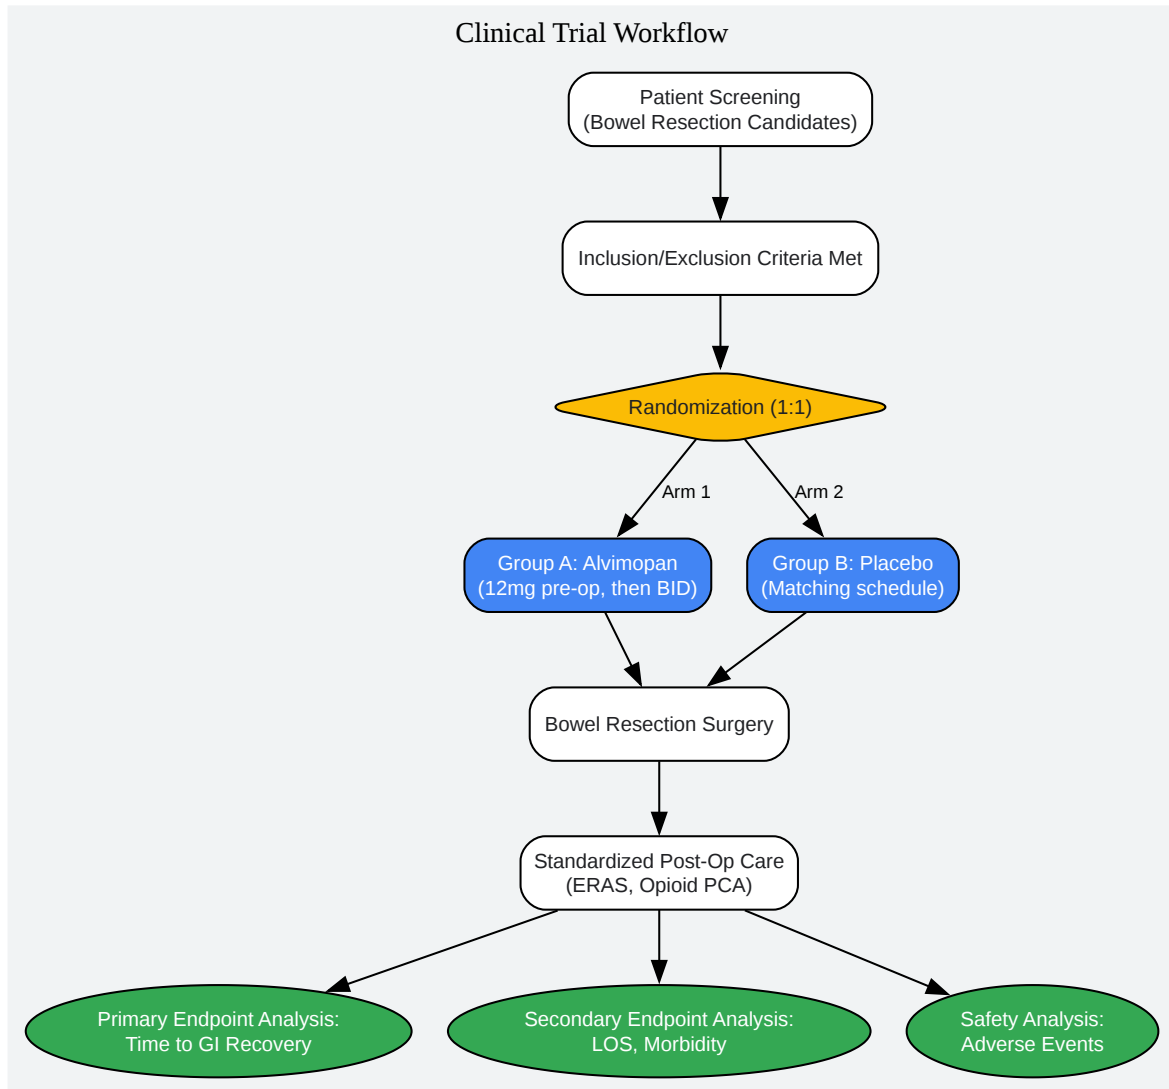 Clinical Trial Workflow
Patient Screening
(Bowel Resection Candidates)
Inclusion/Exclusion Criteria Met
Randomization (1:1)
Arm 1
Arm 2
Group A: Alvimopan
(12mg pre-op, then BID)
Group B: Placebo
(Matching schedule)
Bowel Resection Surgery
Standardized Post-Op Care
(ERAS, Opioid PCA)
Primary Endpoint Analysis:
Time to GI Recovery
Secondary Endpoint Analysis:
LOS, Morbidity
Safety Analysis:
Adverse Events